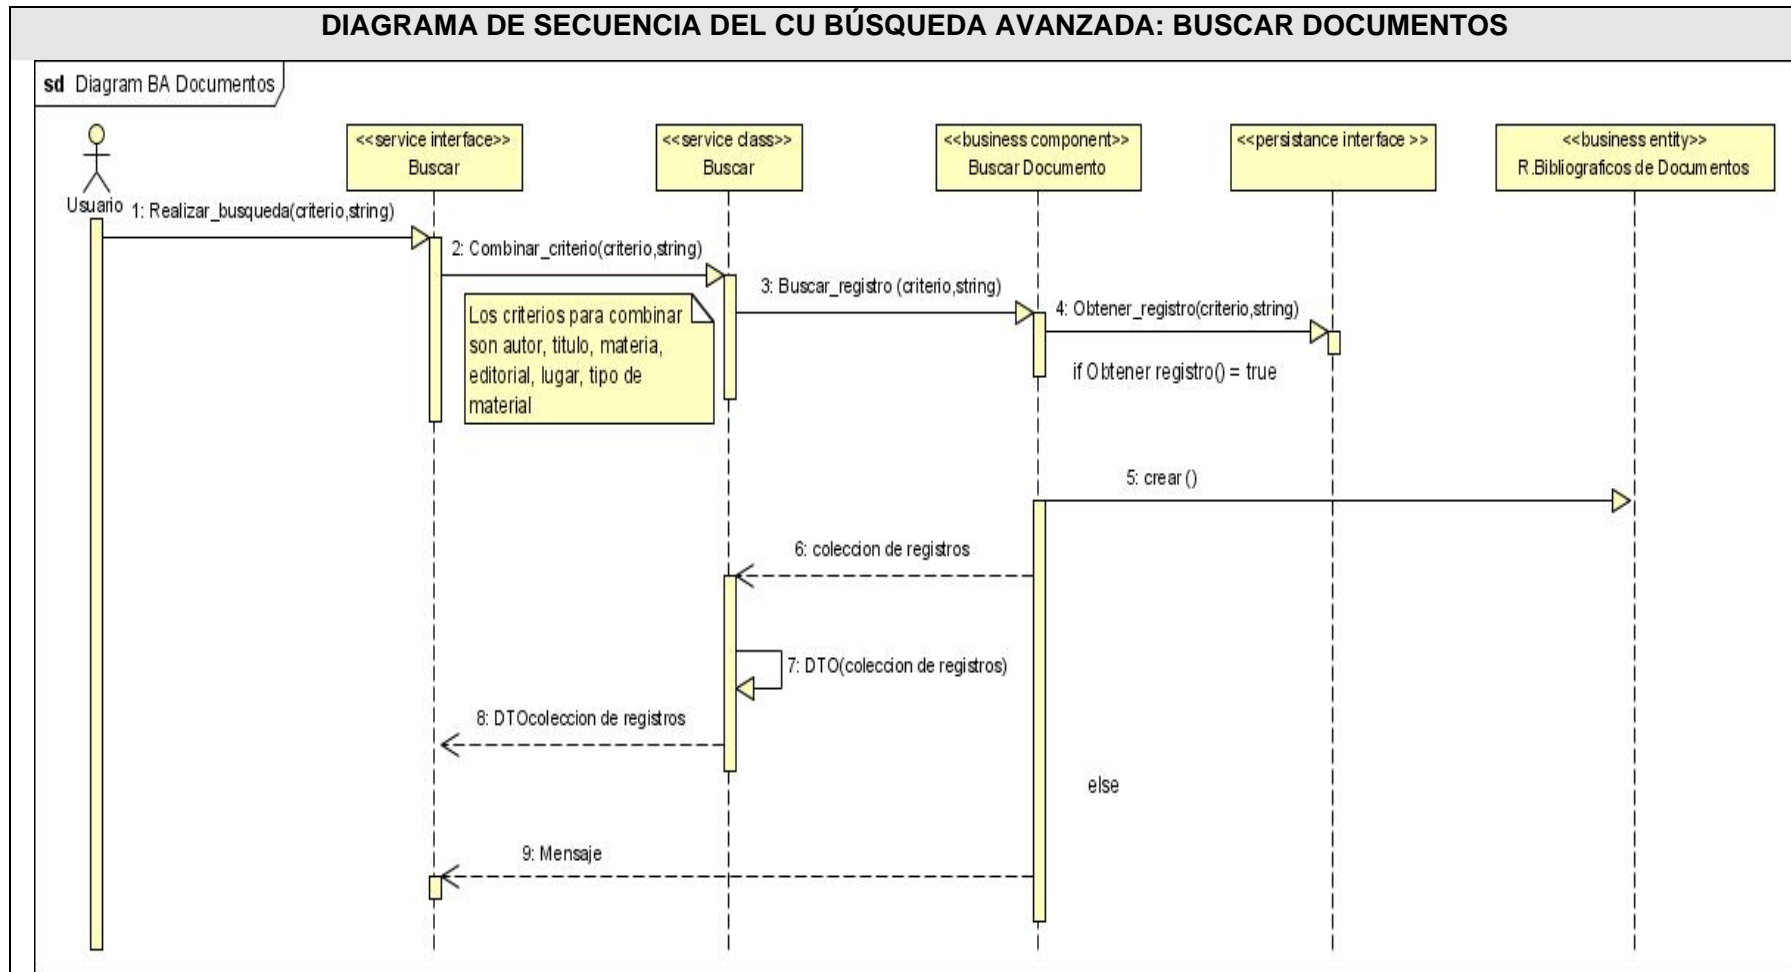 DIAGRAMA DE SECUENCIA DEL CU BÚSQUEDA AVANZADA: BUSCAR DOCUMENTOS
sd Diagram BA Documentos
<<service interface>>
Buscar
<<service class>>
Buscar
<<business component>>
Buscar Documento
<<persistance interface >>
<<business entity>>
R.Bibliograficos de Documentos
Usuario
1: Realizar_busqueda(criterio,string)
2: Combinar_criterio(criterio,string)
3: Buscar_registro (criterio,string)
4: Obtener_registro(criterio,string)
Los criterios para combinar
son autor, titulo, materia,
editorial, lugar, tipo de
material
if Obtener registro() = true
5: crear ()
6: coleccion de registros
7: DTO(coleccion de registros)
8: DTOcoleccion de registros
else
9: Mensaje